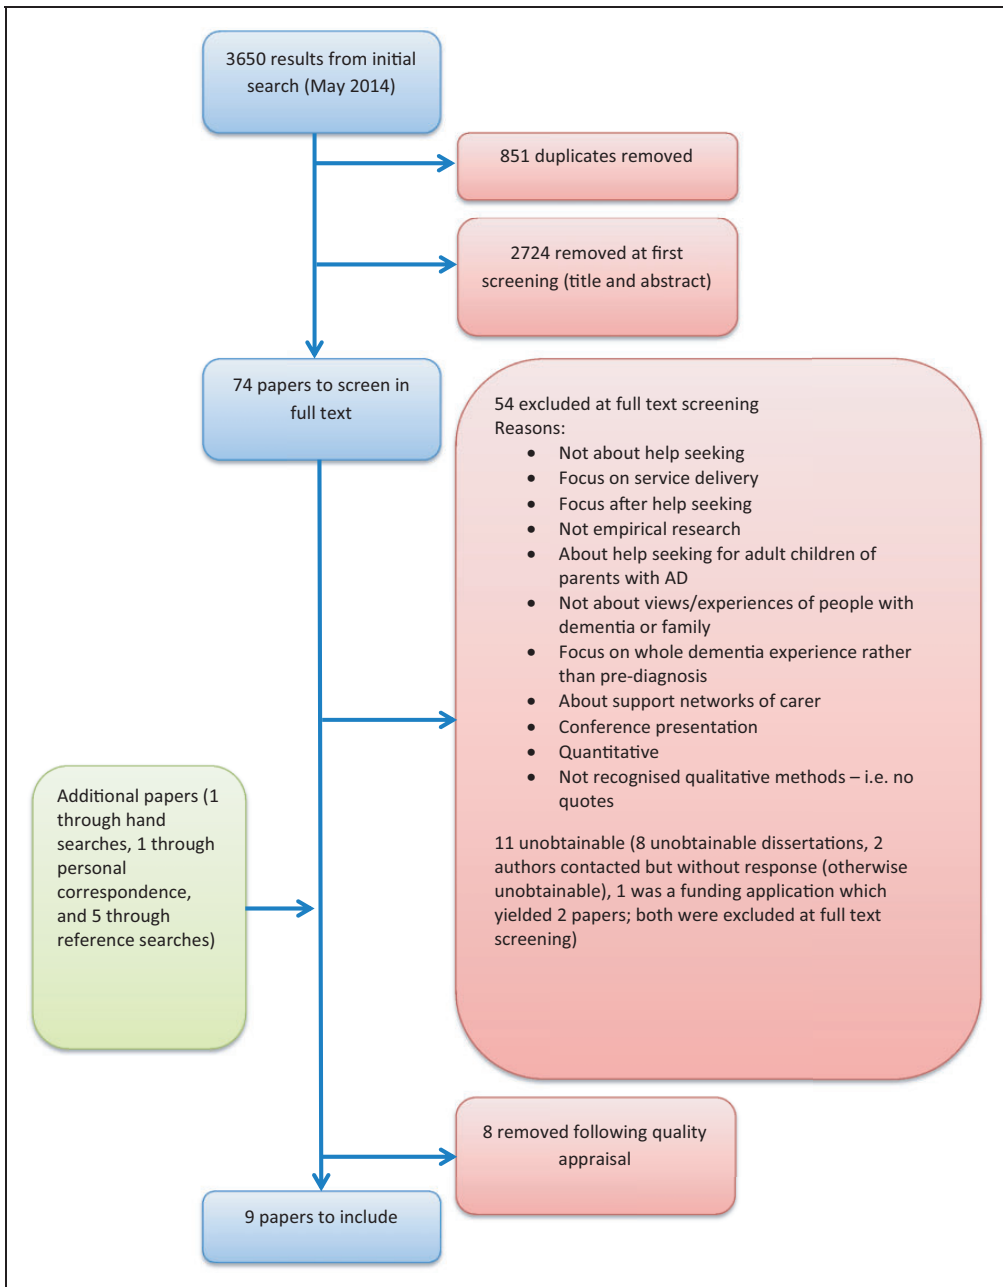 3650 results from initial
search (May 2014)
851 duplicates removed
2724 removed at first
screening (title and abstract)
74 papers to screen in
full text
54 excluded at full text screening
Reasons:
• Not about help seeking
• Focus on service delivery
• Focus after help seeking
• Not empirical research
• About help seeking for adult children of
parents with AD
• Not about views/experiences of people with
dementia or family
• Focus on whole dementia experience rather
than pre-diagnosis
• About support networks of carer
• Conference presentation
• Quantitative
• Not recognised qualitative methods – i.e. no
quotes
11 unobtainable (8 unobtainable dissertations, 2
authors contacted but without response (otherwise
unobtainable), 1 was a funding application which
yielded 2 papers; both were excluded at full text
screening)
Additional papers (1
through hand
searches, 1 through
personal
correspondence,
and 5 through
reference searches)
8 removed following quality
appraisal
9 papers to include